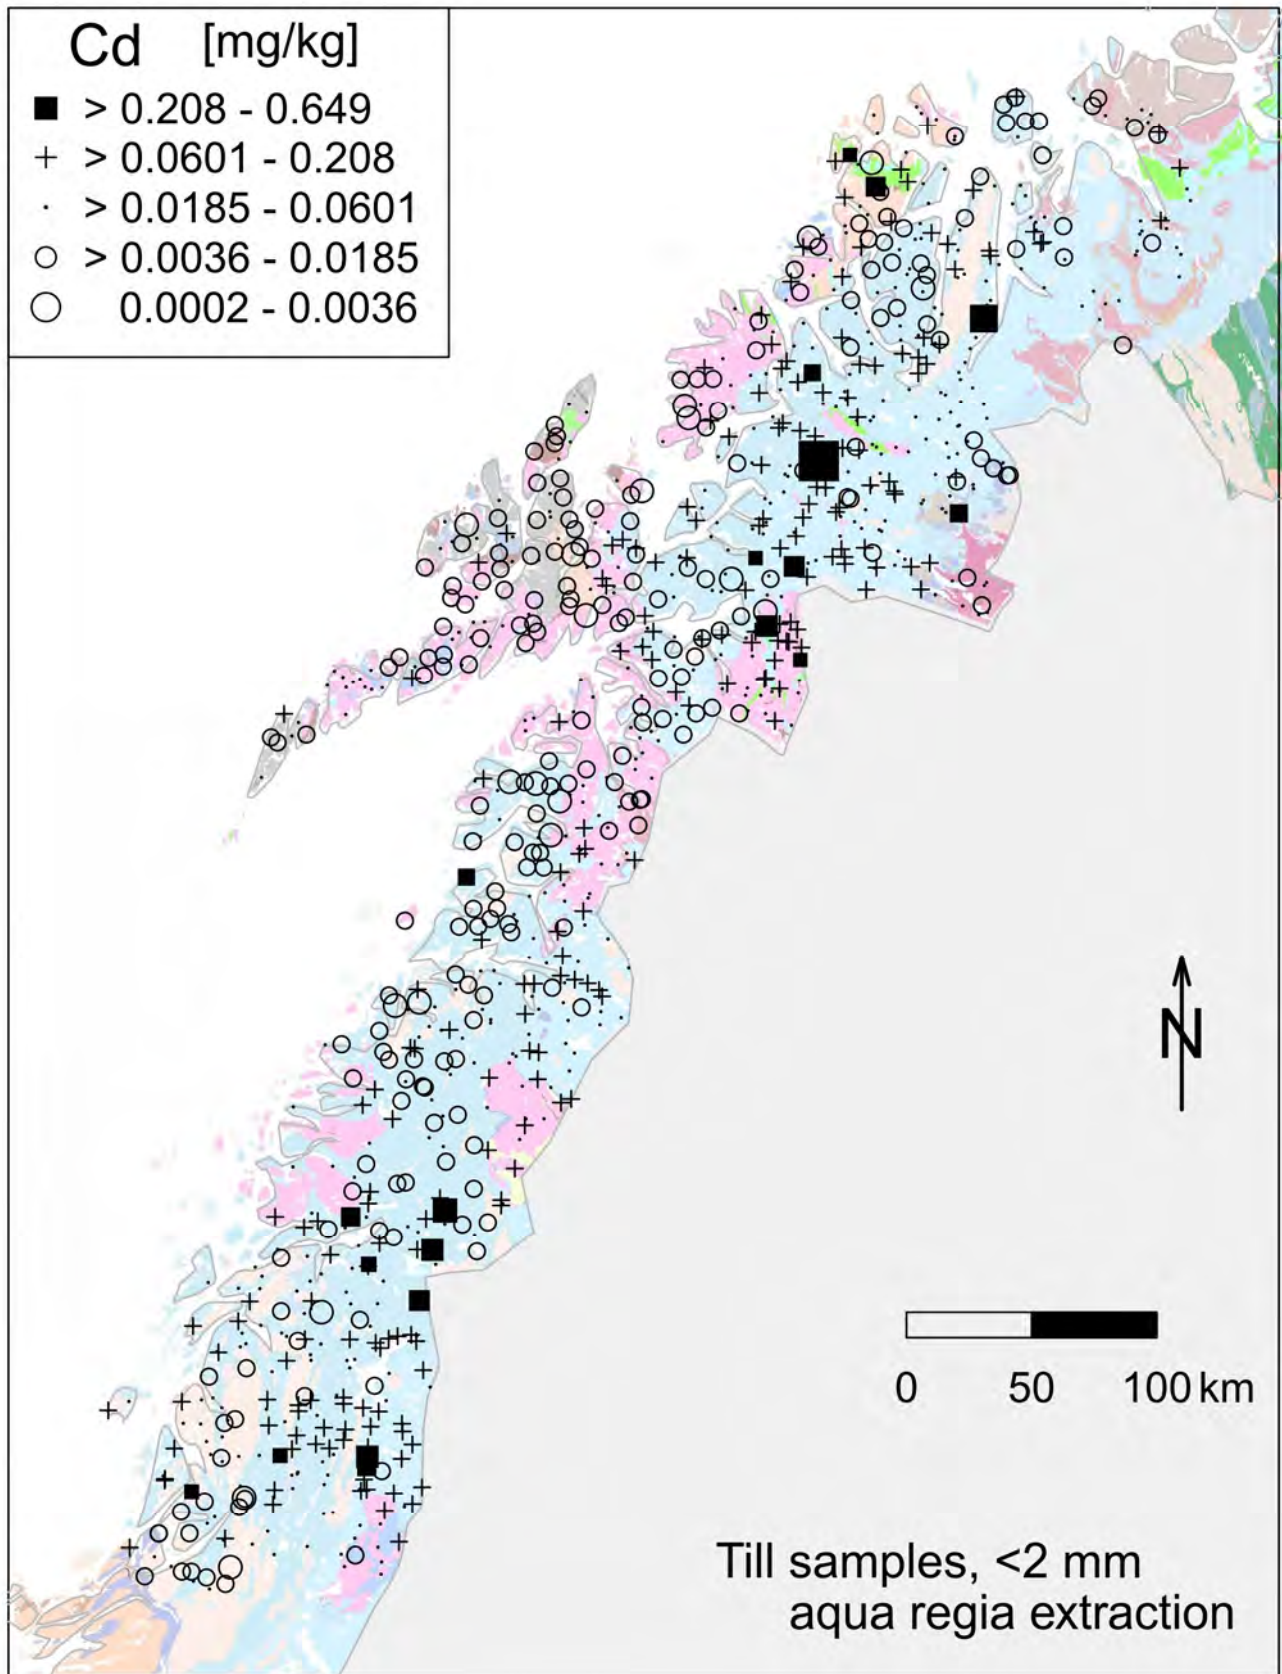 Cd [mg/kg]
> 0.208 - 0.649
> 0.0601 - 0.208
> 0.0185 - 0.0601
> 0.0036 - 0.0185
0.0002 - 0.0036
N
0 50 100 km
Till samples, <2 mm
aqua regia extraction